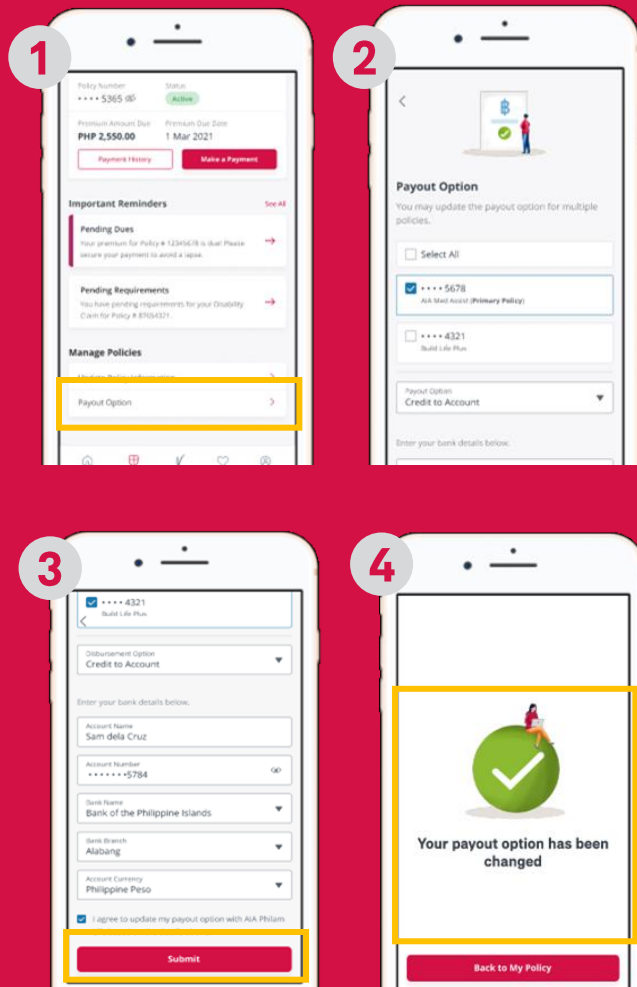 1
Policy Number
Status
•••• 5365
Active
Premium Amount Due
Premium Due Date
PHP 2,550.00
1 Mar 2021
Payment History
Make a Payment
Important Reminders
See All
Pending Dues
Your premium for Policy # 12345678 is due! Please
secure your payment to avoid a lapse.
Pending Requirements
You have pending requirements for your Disability
Claim for Policy # 87654321.
Manage Policies
Payout Option
2
Payout Option
You may update the payout option for multiple
policies.
Select All
•••• 5678
AIA Med Assist (Primary Policy)
•••• 4321
Build Life Plus
Payout Option
Credit to Account
Enter your bank details below.
3
•••• 4321
Build Life Plus
Disbursement Option
Credit to Account
Enter your bank details below.
Account Name
Sam dela Cruz
Account Number
•••••••5784
Bank Name
Bank of the Philippine Islands
Bank Branch
Alabang
Account Currency
Philippine Peso
I agree to update my payout option with AIA Philam
Submit
4
Your payout option has been
changed
Back to My Policy